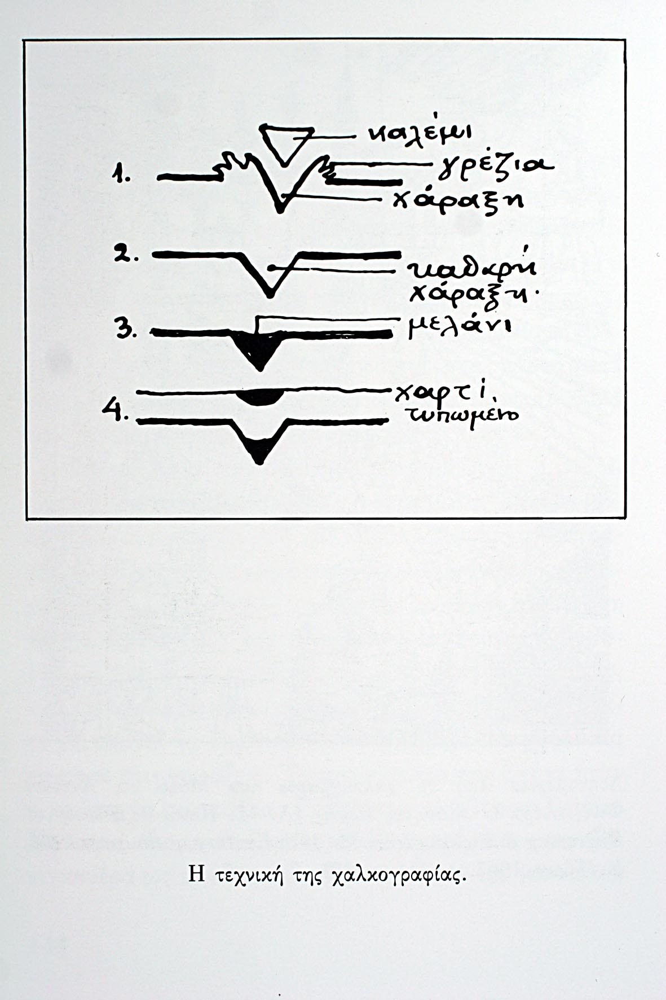 1.
καλέμι
γρέζια
χάραξη
2.
καθαρή
χάραξη.
3.
μελάνι
4.
χαρτί,
τυπωμένο
Η τεχνική της χαλκογραφίας.